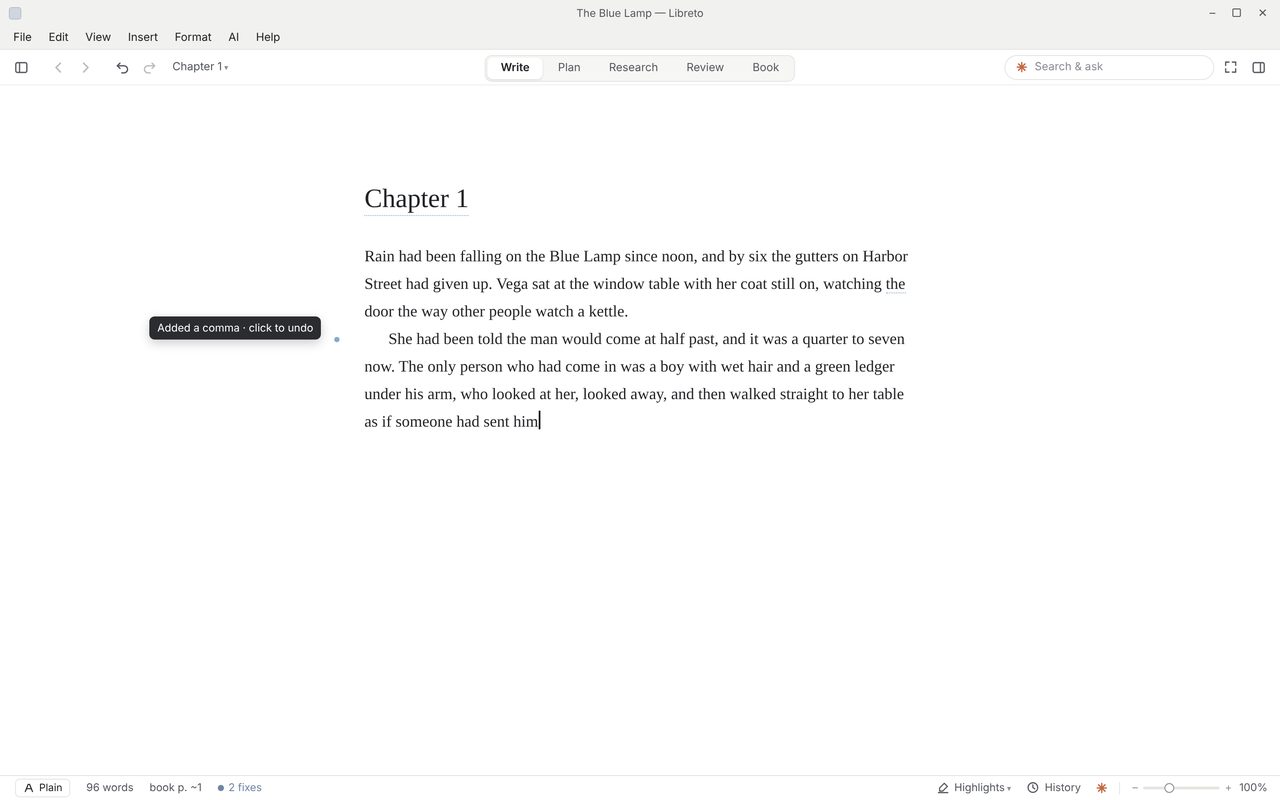 The Blue Lamp — Libreto
File Edit View Insert Format AI Help
Chapter 1
Write Plan Research Review Book
Search & ask
Chapter 1
Rain had been falling on the Blue Lamp since noon, and by six the gutters on Harbor
Street had given up. Vega sat at the window table with her coat still on, watching the
door the way other people watch a kettle.
Added a comma · click to undo
She had been told the man would come at half past, and it was a quarter to seven
now. The only person who had come in was a boy with wet hair and a green ledger
under his arm, who looked at her, looked away, and then walked straight to her table
as if someone had sent him
A Plain 96 words book p. ~1 2 fixes Highlights History 100%